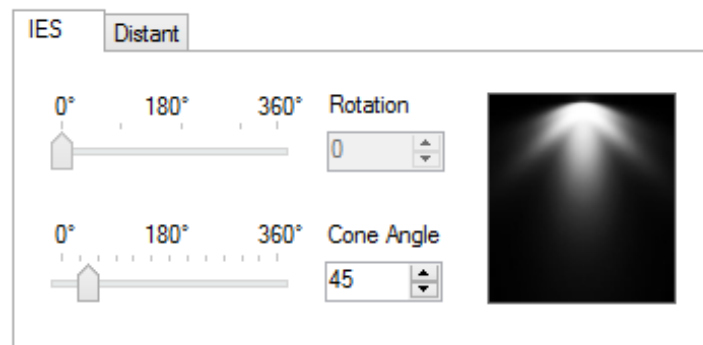 IES Distant
0° 180° 360° Rotation
0
0° 180° 360° Cone Angle
45